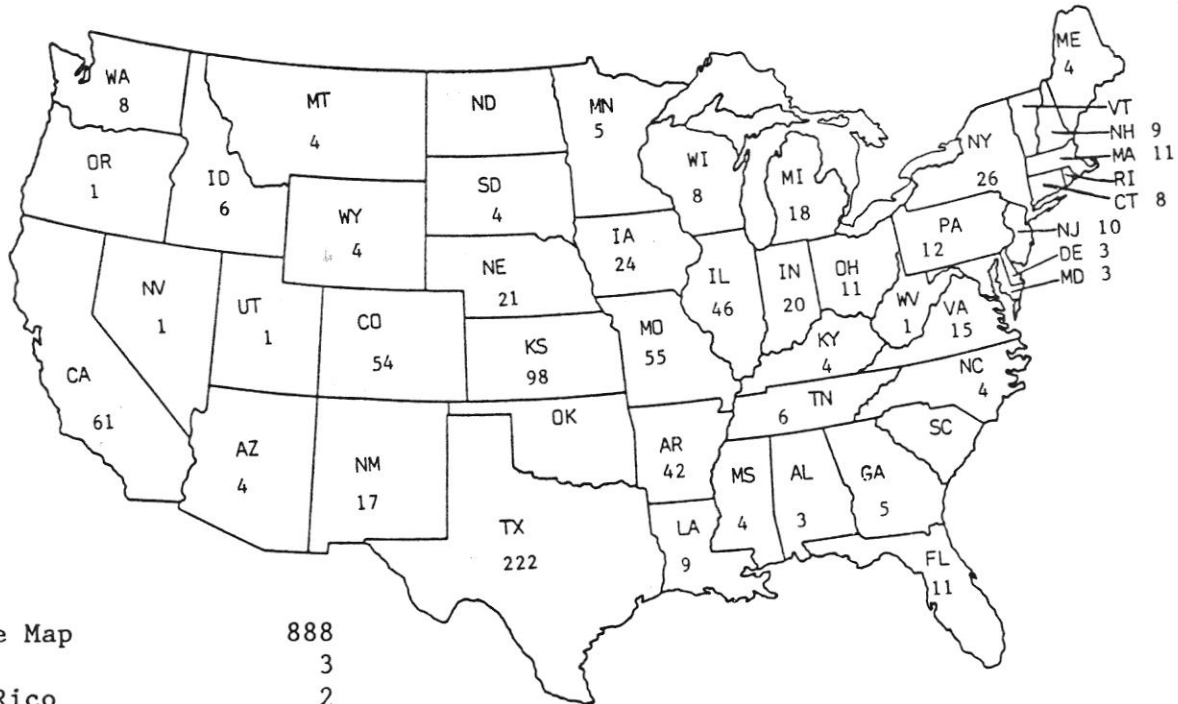 ME
4
WA
8
MT
4
ND
MN
5
VT
NH 9
MA 11
RI
CT 8
NY
26
OR
1
ID
6
SD
4
WI
8
MI
18
WY
4
IA
24
PA
12
NJ 10
DE 3
MD 3
NE
21
IL
46
IN
20
OH
11
NV
1
UT
1
CO
54
WV
1
VA
15
CA
61
KS
98
MO
55
KY
4
NC
4
TN
6
OK
SC
AZ
4
NM
17
AR
42
MS
4
AL
3
GA
5
TX
222
LA
9
FL
11
e Map 888
3
Rico 2